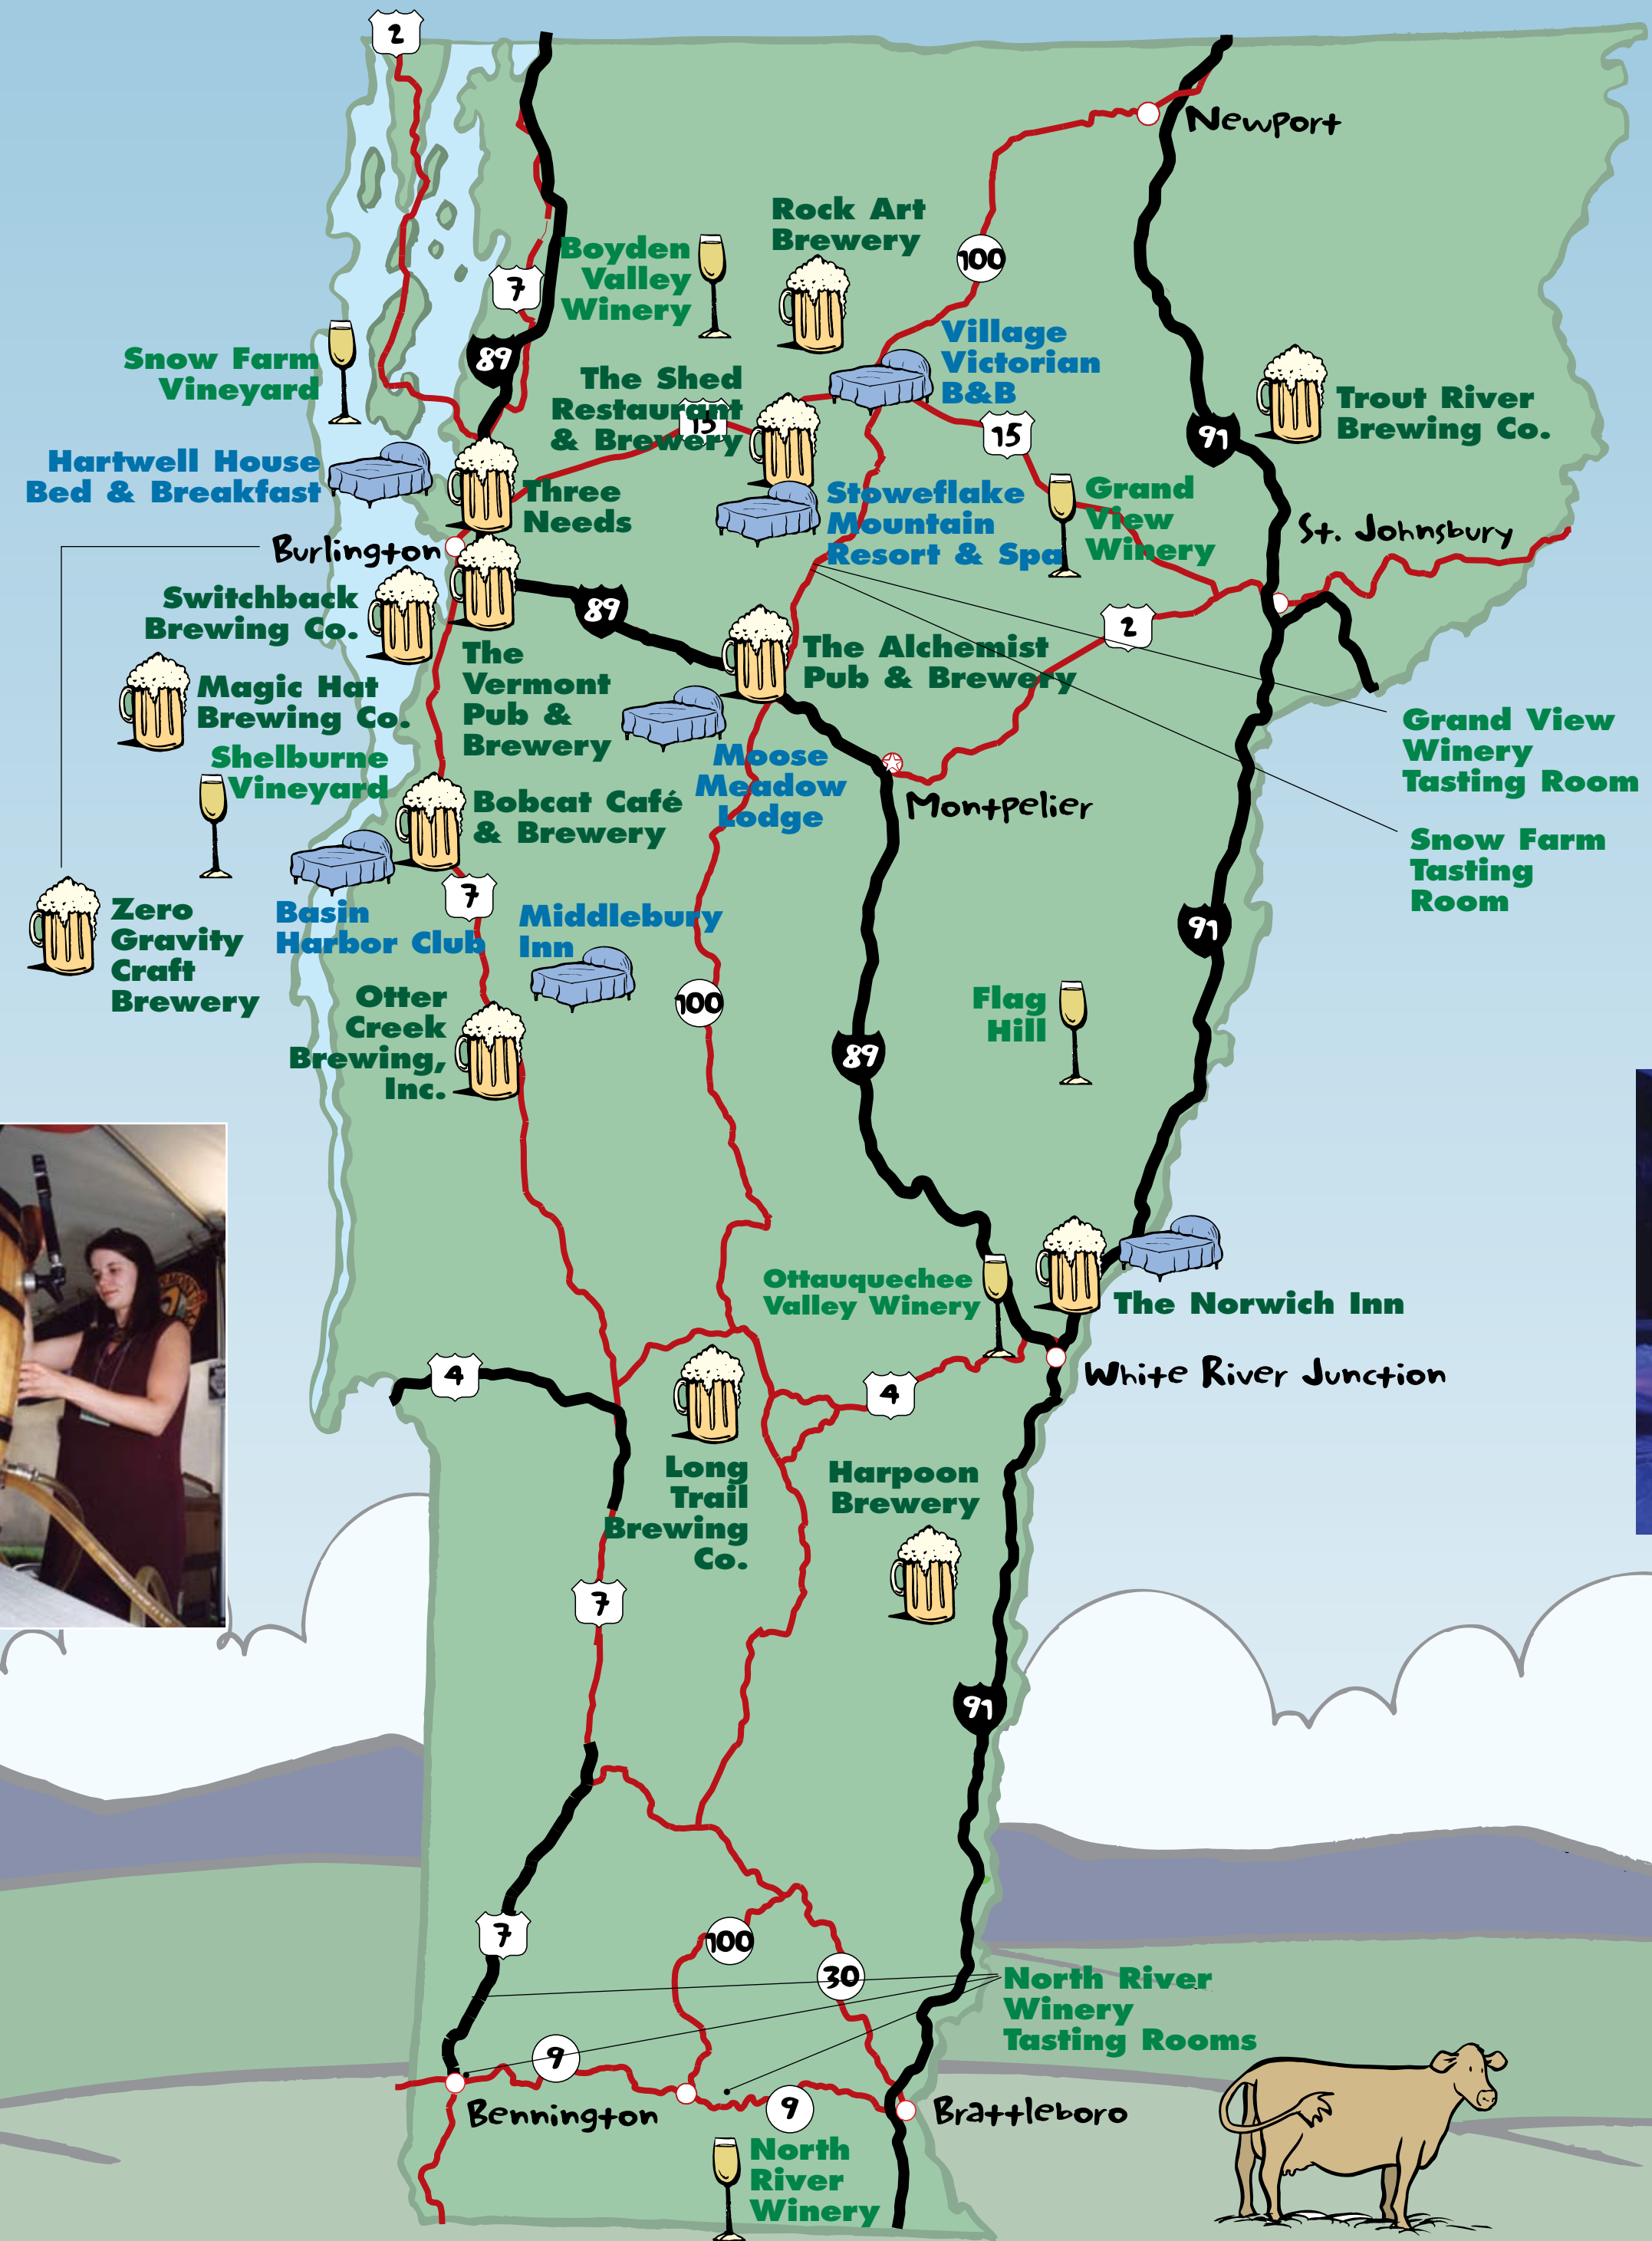 2
Newport
Rock Art
Brewery
Boyden
Valley
Winery
100
7
89
Village
Victorian
B&B
Snow Farm
Vineyard
The Shed
Restaurant
& Brewery
15
15
91
Trout River
Brewing Co.
Hartwell House
Bed & Breakfast
Three
Needs
Stoweflake
Mountain
Resort & Spa
Grand
View
Winery
St. Johnsbury
Burlington
Switchback
Brewing Co.
89
2
The
Vermont
Pub &
Brewery
The Alchemist
Pub & Brewery
Magic Hat
Brewing Co.
Shelburne
Vineyard
Moose
Meadow
Lodge
Montpelier
Grand View
Winery
Tasting Room
Bobcat Café
& Brewery
Snow Farm
Tasting
Room
7
Zero
Gravity
Craft
Brewery
Basin
Harbor Club
Middlebury
Inn
91
Otter
Creek
Brewing,
Inc.
100
Flag
Hill
89
Ottauquechee
Valley Winery
The Norwich Inn
4
4
White River Junction
Long
Trail
Brewing
Co.
Harpoon
Brewery
7
91
7
100
30
North River
Winery
Tasting Rooms
9
9
Bennington
Brattleboro
North
River
Winery